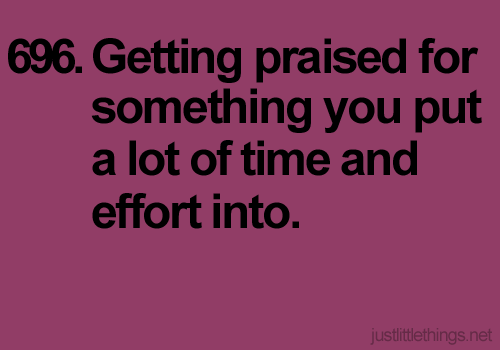 696. Getting praised for
something you put
a lot of time and
effort into.
justlittlethings.net